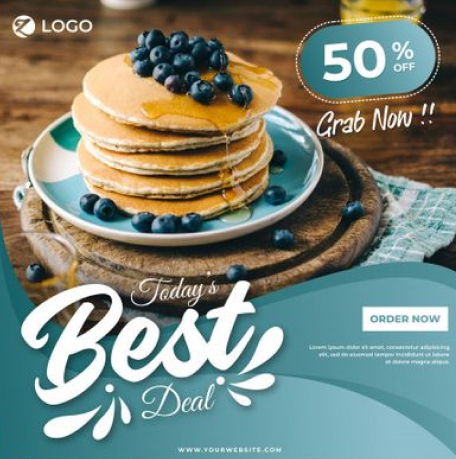 LOGO
50%
OFF
Grab Now !!
Today's
Best
Deal
ORDER NOW
Lorem ipsum dolor sit amet, consectetur adipiscing
elit, sed do eiusmod tempor incididunt ut labore et
dolore magna aliqua.
WWW.YOURWEBSITE.COM